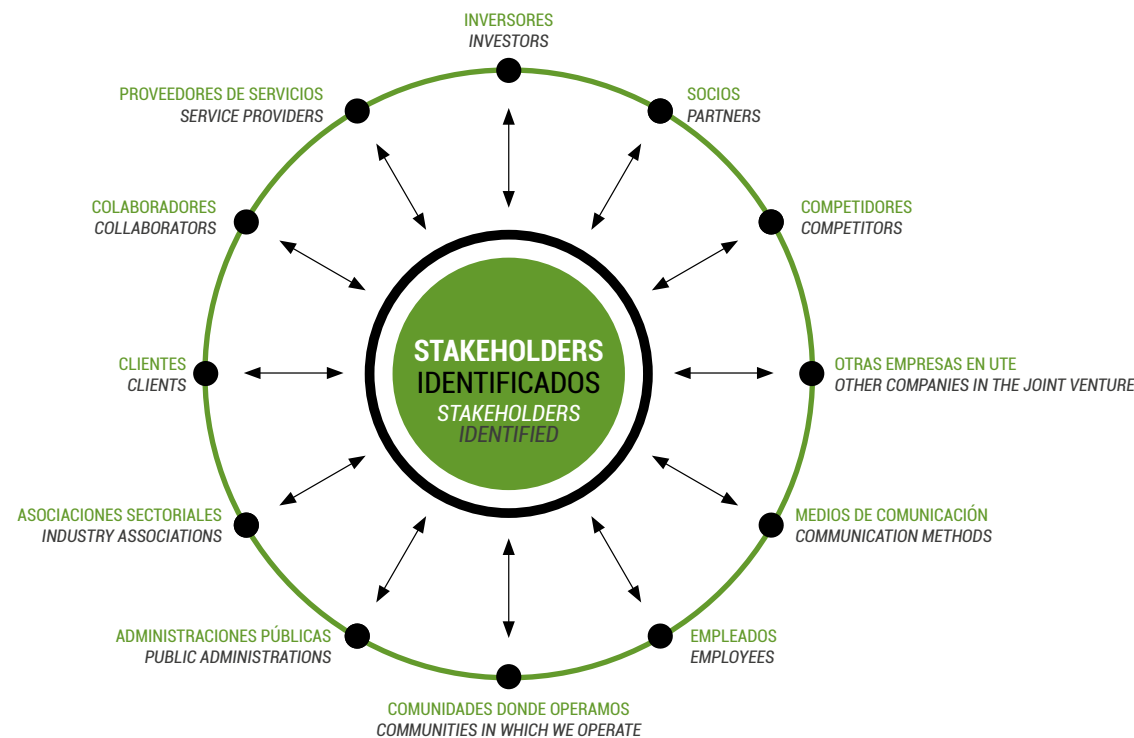 INVERSORES
INVESTORS
PROVEEDORES DE SERVICIOS
SERVICE PROVIDERS
SOCIOS
PARTNERS
COLABORADORES
COLLABORATORS
COMPETIDORES
COMPETITORS
STAKEHOLDERS
IDENTIFICADOS
STAKEHOLDERS
IDENTIFIED
CLIENTES
CLIENTS
OTRAS EMPRESAS EN UTE
OTHER COMPANIES IN THE JOINT VENTURE
ASOCIACIONES SECTORIALES
INDUSTRY ASSOCIATIONS
MEDIOS DE COMUNICACIÓN
COMMUNICATION METHODS
ADMINISTRACIONES PÚBLICAS
PUBLIC ADMINISTRATIONS
EMPLEADOS
EMPLOYEES
COMUNIDADES DONDE OPERAMOS
COMMUNITIES IN WHICH WE OPERATE